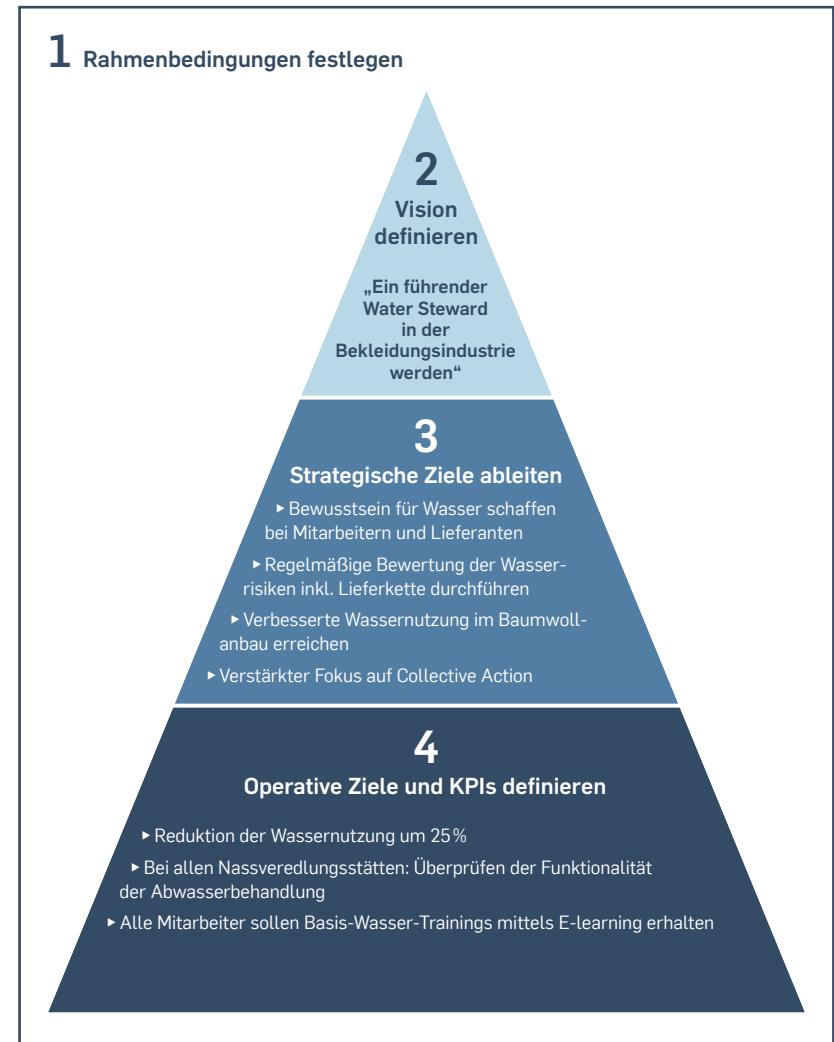 1 Rahmenbedingungen festlegen
2
Vision
definieren
„Ein führender
Water Steward
in der
Bekleidungsindustrie
werden“
3
Strategische Ziele ableiten
▸ Bewusstsein für Wasser schaffen
bei Mitarbeitern und Lieferanten
▸ Regelmäßige Bewertung der Wasser-
risiken inkl. Lieferkette durchführen
▸ Verbesserte Wassernutzung im Baumwoll-
anbau erreichen
▸ Verstärkter Fokus auf Collective Action
4
Operative Ziele und KPIs definieren
▸ Reduktion der Wassernutzung um 25 %
▸ Bei allen Nassveredlungsstätten: Überprüfen der Funktionalität
der Abwasserbehandlung
▸ Alle Mitarbeiter sollen Basis-Wasser-Trainings mittels E-learning erhalten